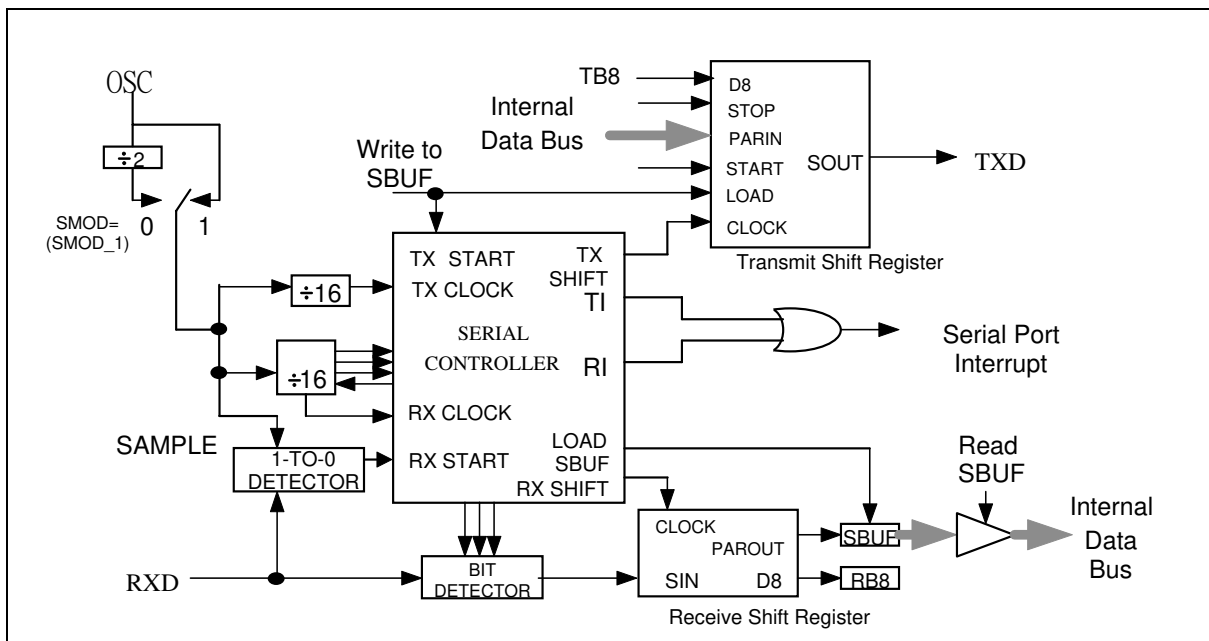 OSC
÷2
SMOD=
(SMOD_1)
0
1
÷16
÷16
SAMPLE
1-TO-0
DETECTOR
RXD
Write to
SBUF
TX START
TX CLOCK
SERIAL
CONTROLLER
RX CLOCK
RX START
TX
SHIFT
TI
RI
LOAD
SBUF
RX SHIFT
BIT
DETECTOR
TB8
Internal
Data Bus
D8
STOP
PARIN
START
LOAD
CLOCK
SOUT
TXD
Transmit Shift Register
Serial Port
Interrupt
CLOCK
PAROUT
SIN
D8
Receive Shift Register
SBUF
RB8
Read
SBUF
Internal
Data
Bus